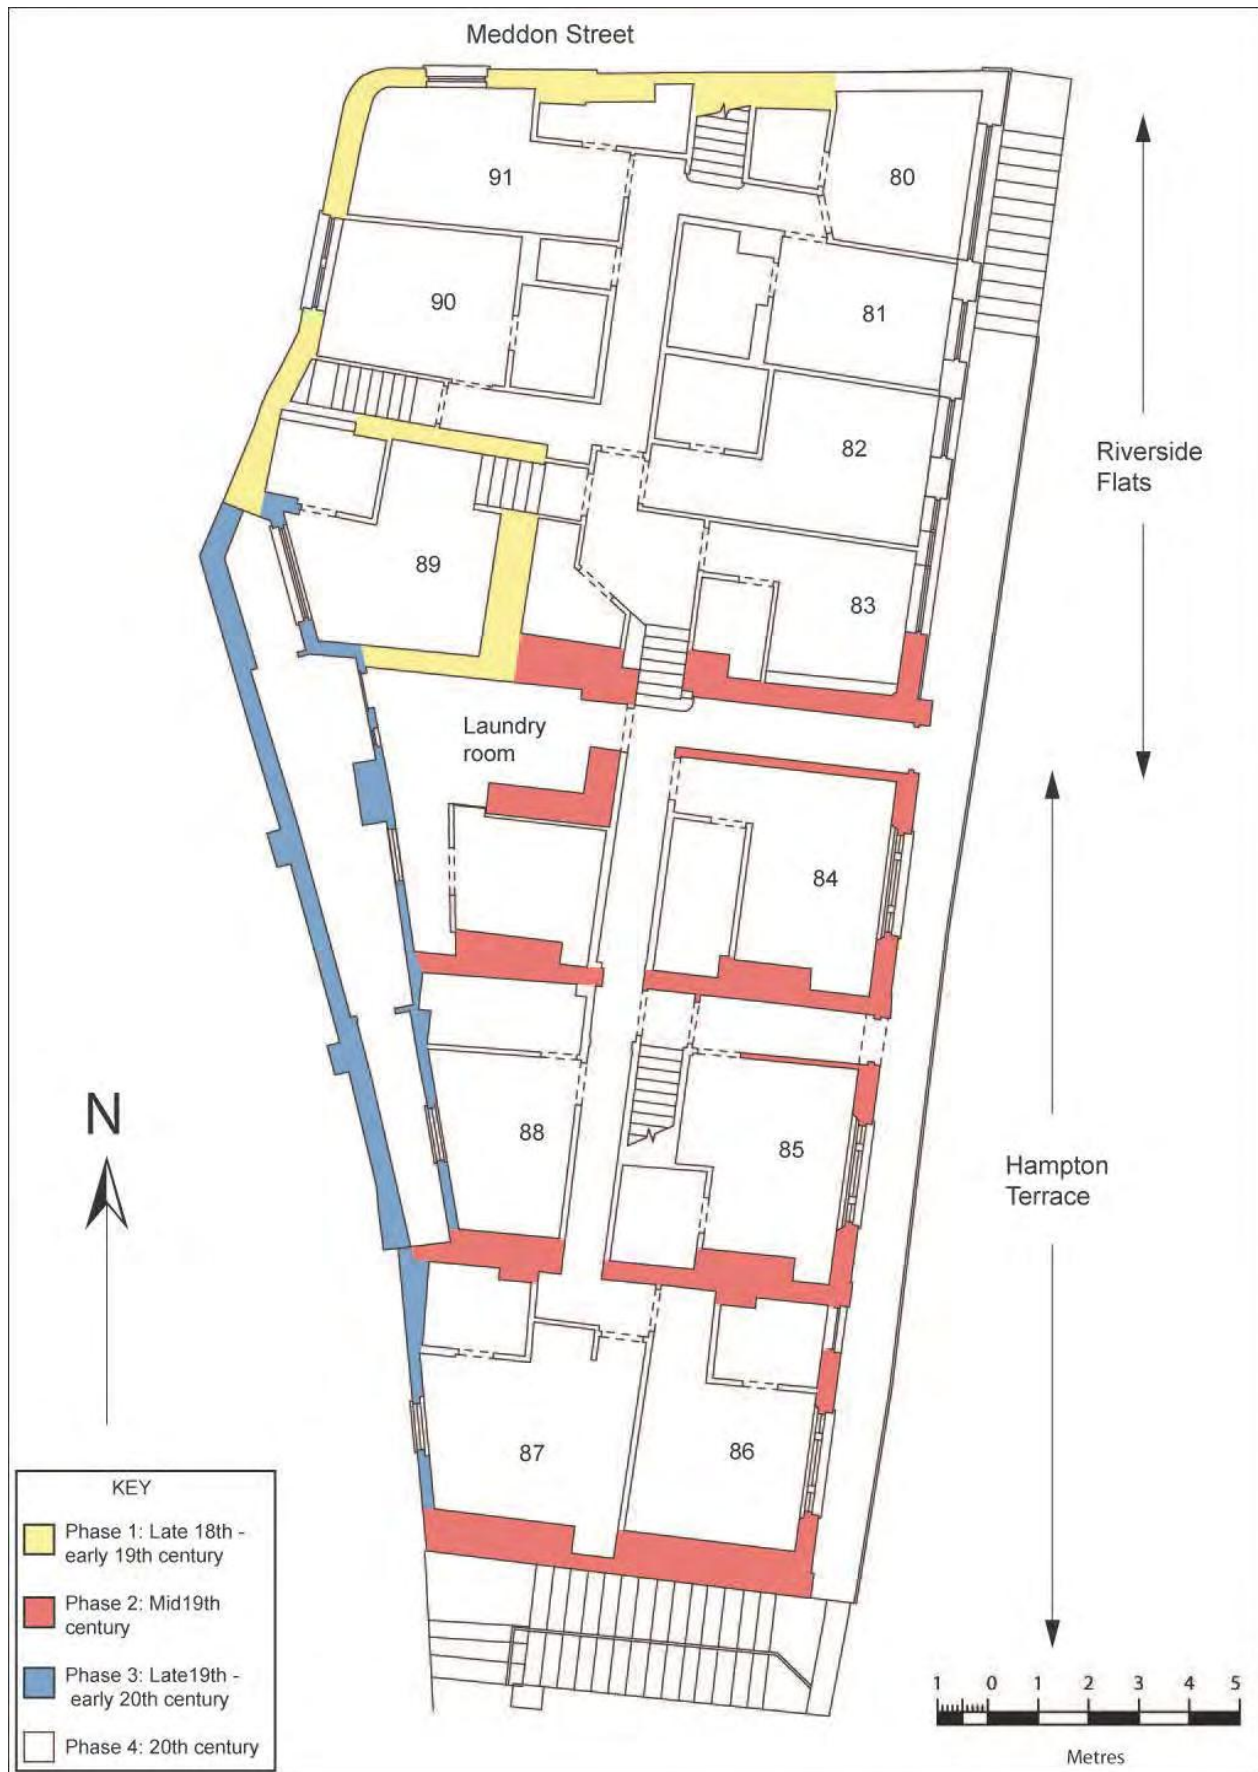 Meddon Street
91
80
90
81
82
Riverside
Flats
89
83
Laundry
room
84
88
85
Hampton
Terrace
N
87
86
KEY
Phase 1: Late 18th -
early 19th century
Phase 2: Mid19th
century
Phase 3: Late19th -
early 20th century
Phase 4: 20th century
1 0 1 2 3 4 5
Metres